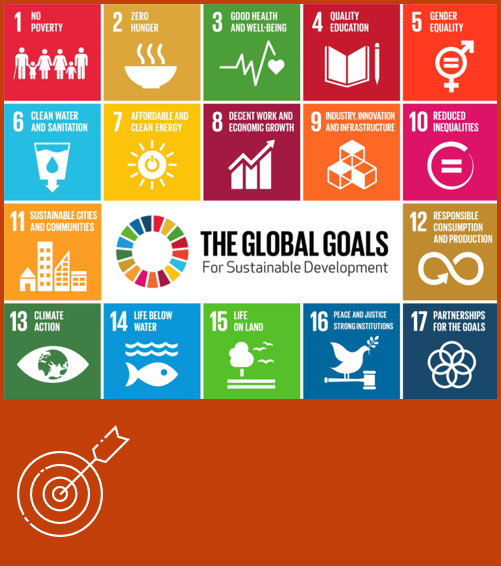 1 NO
POVERTY
2 ZERO
HUNGER
3 GOOD HEALTH
AND WELL-BEING
4 QUALITY
EDUCATION
5 GENDER
EQUALITY
6 CLEAN WATER
AND SANITATION
7 AFFORDABLE AND
CLEAN ENERGY
8 DECENT WORK AND
ECONOMIC GROWTH
9 INDUSTRY, INNOVATION
AND INFRASTRUCTURE
10 REDUCED
INEQUALITIES
11 SUSTAINABLE CITIES
AND COMMUNITIES
THE GLOBAL GOALS
For Sustainable Development
12 RESPONSIBLE
CONSUMPTION
AND PRODUCTION
13 CLIMATE
ACTION
14 LIFE BELOW
WATER
15 LIFE
ON LAND
16 PEACE AND JUSTICE
STRONG INSTITUTIONS
17 PARTNERSHIPS
FOR THE GOALS